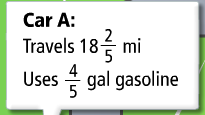 Car A:
Travels 18 2/5 mi
Uses 4/5 gal gasoline